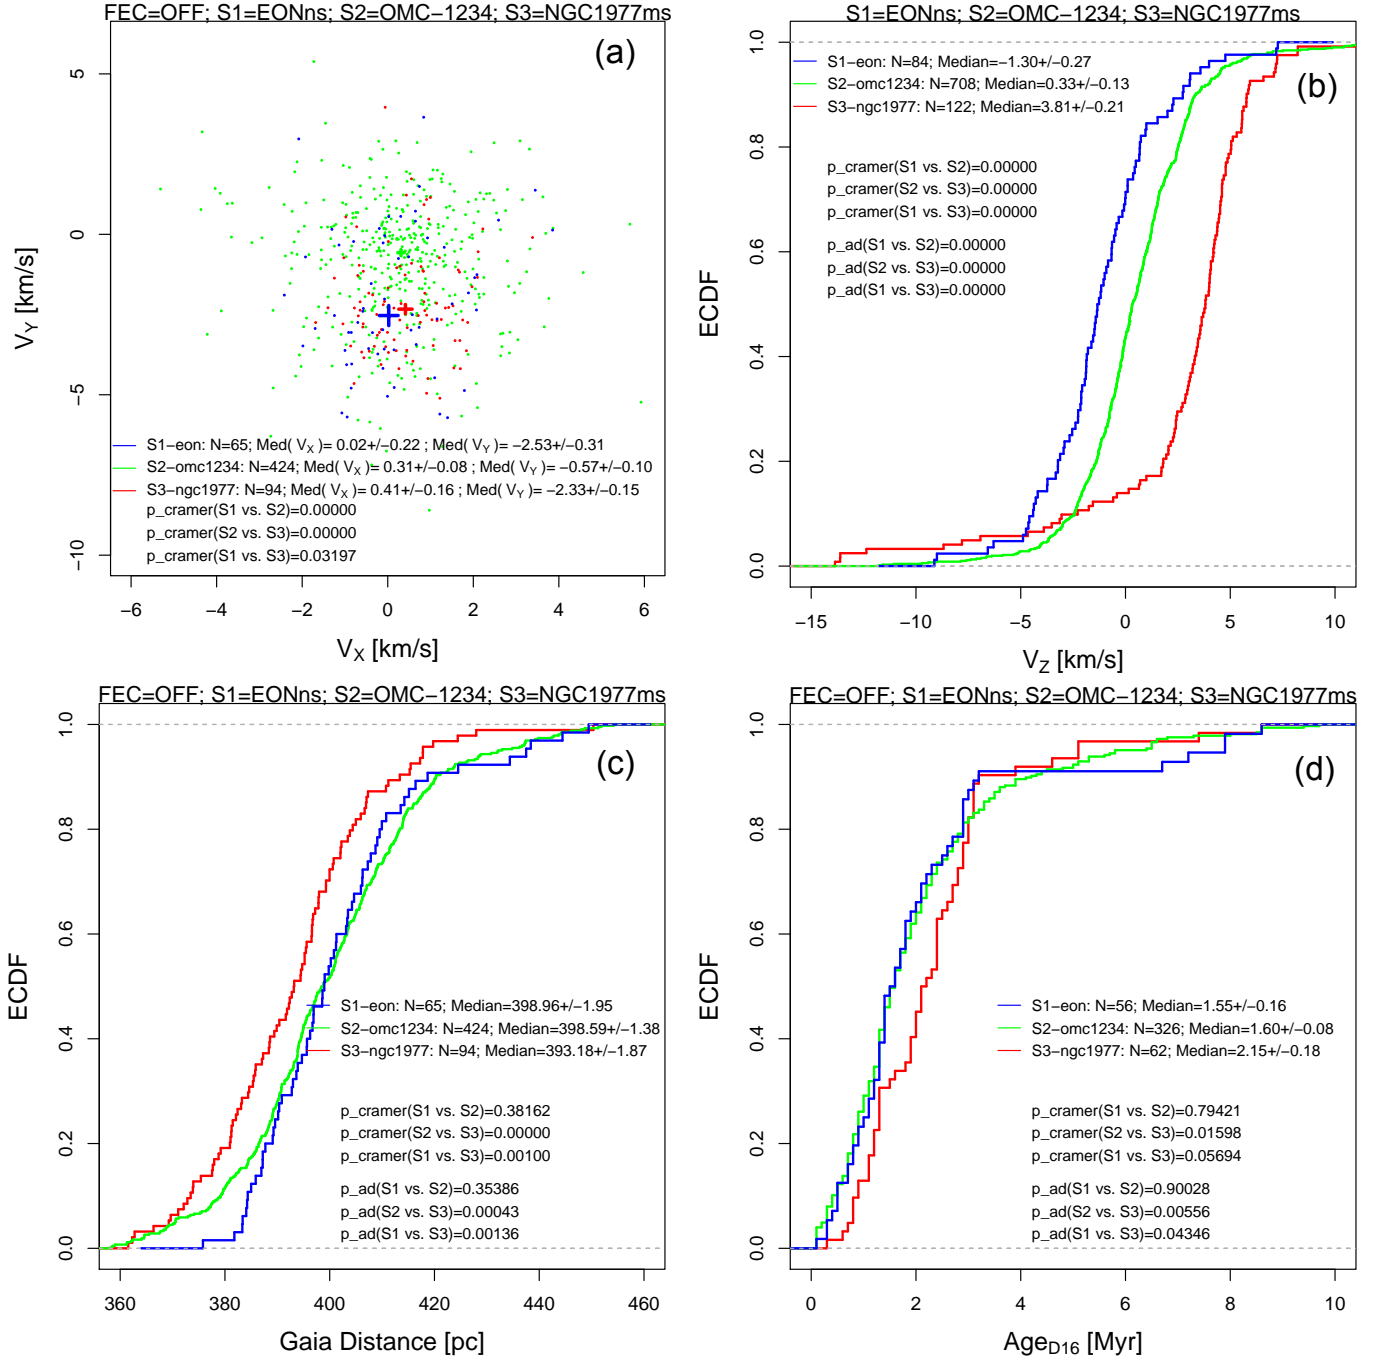 FEC=OFF; S1=EONns; S2=OMC−1234; S3=NGC1977ms
(a)
5
0
−5
−10
V_Y [km/s]
S1−eon: N=65; Med( V_X )= 0.02+/−0.22 ; Med( V_Y )= −2.53+/−0.31
S2−omc1234: N=424; Med( V_X )= 0.31+/−0.08 ; Med( V_Y )= −0.57+/−0.10
S3−ngc1977: N=94; Med( V_X )= 0.41+/−0.16 ; Med( V_Y )= −2.33+/−0.15
p_cramer(S1 vs. S2)=0.00000
p_cramer(S2 vs. S3)=0.00000
p_cramer(S1 vs. S3)=0.03197
−6 −4 −2 0 2 4 6
V_X [km/s]
S1=EONns; S2=OMC−1234; S3=NGC1977ms
(b)
S1−eon: N=84; Median=−1.30+/−0.27
S2−omc1234: N=708; Median=0.33+/−0.13
S3−ngc1977: N=122; Median=3.81+/−0.21
p_cramer(S1 vs. S2)=0.00000
p_cramer(S2 vs. S3)=0.00000
p_cramer(S1 vs. S3)=0.00000
p_ad(S1 vs. S2)=0.00000
p_ad(S2 vs. S3)=0.00000
p_ad(S1 vs. S3)=0.00000
1.0
0.8
0.6
0.4
0.2
0.0
ECDF
−15 −10 −5 0 5 10
V_Z [km/s]
FEC=OFF; S1=EONns; S2=OMC−1234; S3=NGC1977ms
(c)
1.0
0.8
0.6
0.4
0.2
0.0
ECDF
S1−eon: N=65; Median=398.96+/−1.95
S2−omc1234: N=424; Median=398.59+/−1.38
S3−ngc1977: N=94; Median=393.18+/−1.87
p_cramer(S1 vs. S2)=0.38162
p_cramer(S2 vs. S3)=0.00000
p_cramer(S1 vs. S3)=0.00100
p_ad(S1 vs. S2)=0.35386
p_ad(S2 vs. S3)=0.00043
p_ad(S1 vs. S3)=0.00136
360 380 400 420 440 460
Gaia Distance [pc]
FEC=OFF; S1=EONns; S2=OMC−1234; S3=NGC1977ms
(d)
1.0
0.8
0.6
0.4
0.2
0.0
ECDF
S1−eon: N=56; Median=1.55+/−0.16
S2−omc1234: N=326; Median=1.60+/−0.08
S3−ngc1977: N=62; Median=2.15+/−0.18
p_cramer(S1 vs. S2)=0.79421
p_cramer(S2 vs. S3)=0.01598
p_cramer(S1 vs. S3)=0.05694
p_ad(S1 vs. S2)=0.90028
p_ad(S2 vs. S3)=0.00556
p_ad(S1 vs. S3)=0.04346
0 2 4 6 8 10
Age_D16 [Myr]